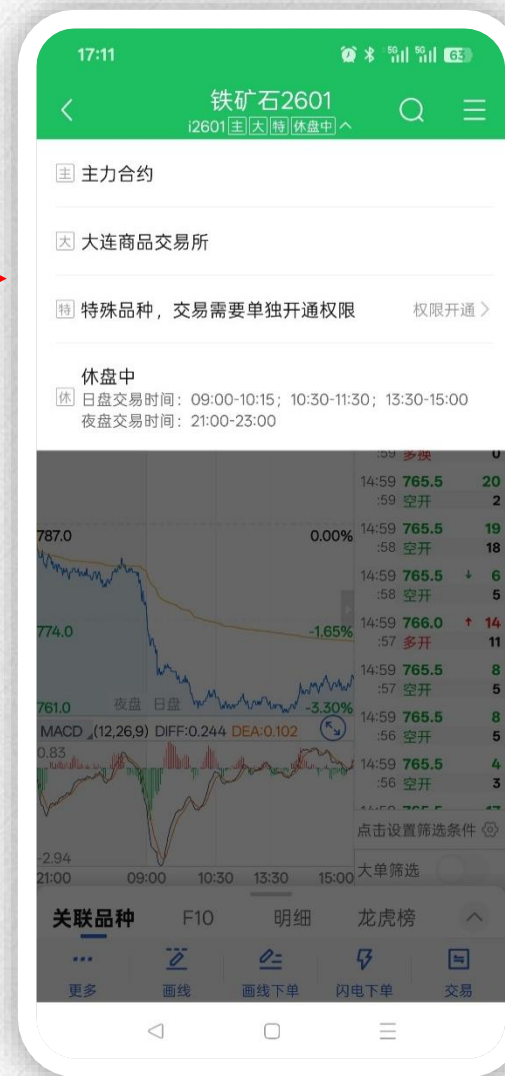 17:11 5G 5G 63
铁矿石2601
i2601 主 大 特 休盘中
主 主力合约
大 大连商品交易所
特 特殊品种，交易需要单独开通权限 权限开通
休盘中
休 日盘交易时间：09:00-10:15；10:30-11:30；13:30-15:00
夜盘交易时间：21:00-23:00
:59 多换 0
14:59 765.5 20
:59 空开 2
787.0 0.00% 14:59 765.5 19
:58 空开 18
14:59 765.5 ↓ 6
:58 空开 5
774.0 -1.65% 14:59 766.0 ↑ 14
:57 多开 11
14:59 765.5 8
:57 空开 5
761.0 夜盘 日盘 -3.30% 14:59 765.5 8
:56 空开 5
MACD (12,26,9) DIFF:0.244 DEA:0.102
0.83 14:59 765.5 4
:56 空开 3
点击设置筛选条件
-2.94
21:00 09:00 10:30 13:30 15:00 大单筛选
关联品种 F10 明细 龙虎榜
更多 画线 画线下单 闪电下单 交易